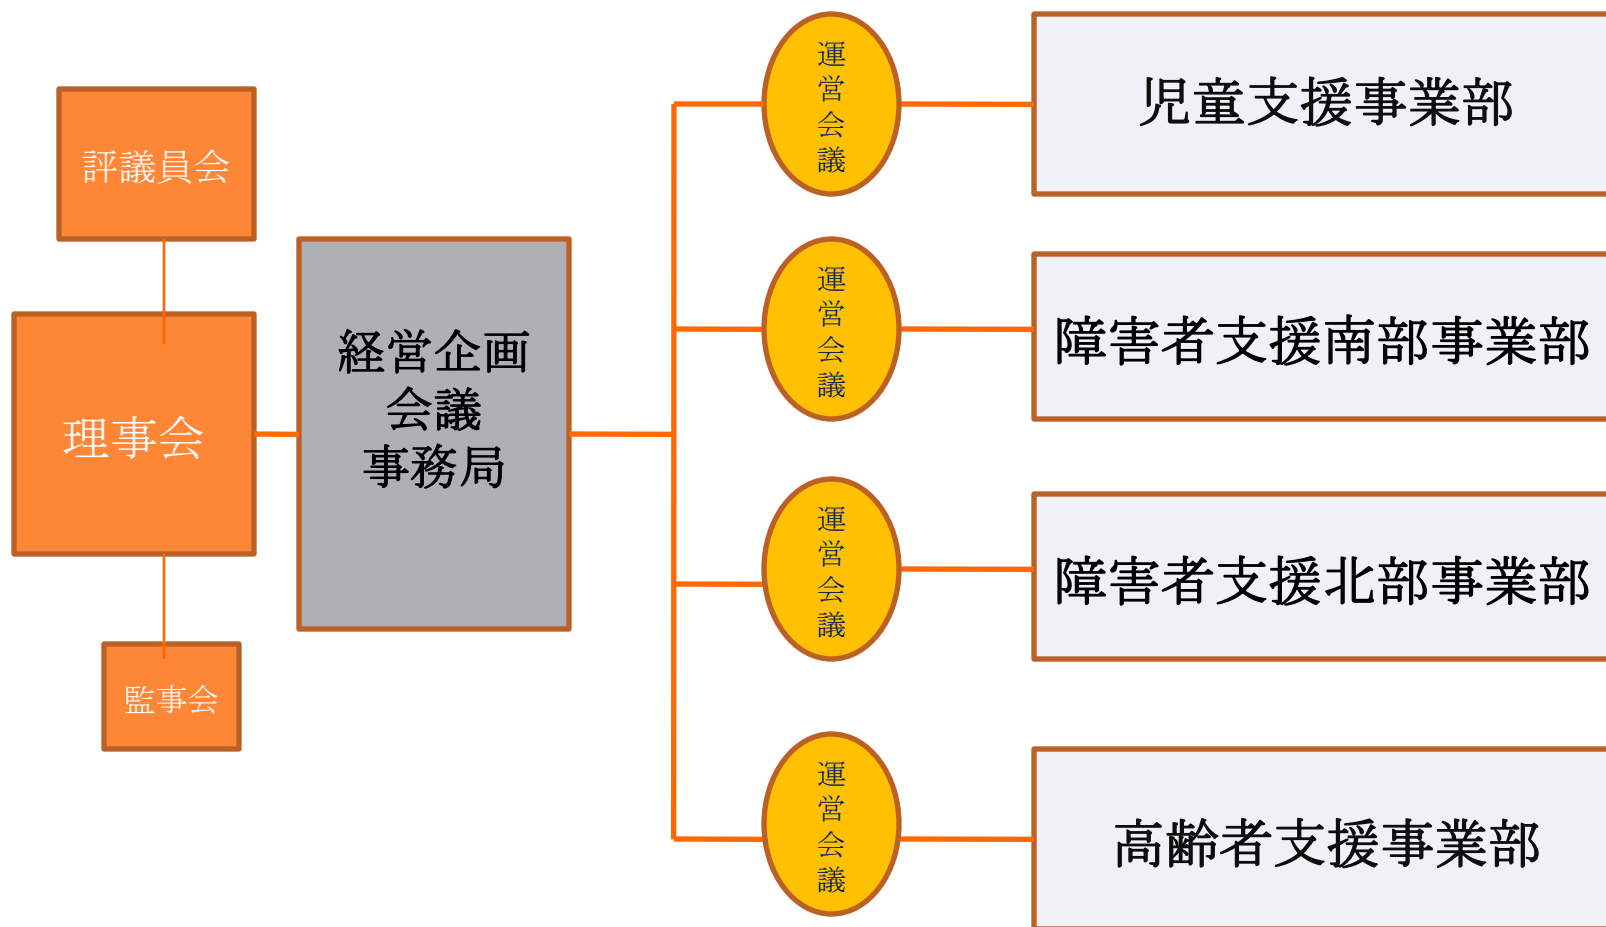 評議員会
理事会
監事会
経営企画
会議
事務局
運営会議
児童支援事業部
運営会議
障害者支援南部事業部
運営会議
障害者支援北部事業部
運営会議
高齢者支援事業部